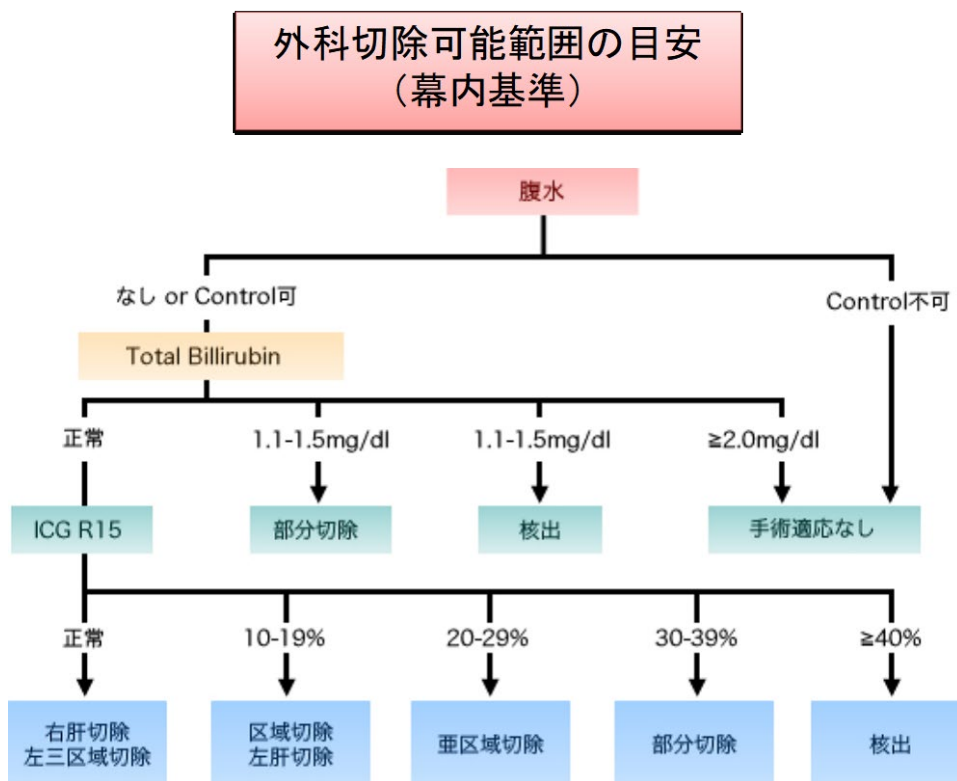 外科切除可能範囲の目安
（幕内基準）
腹水
なし or Control可
Control不可
Total Billirubin
正常
1.1-1.5mg/dl
1.1-1.5mg/dl
≧2.0mg/dl
ICG R15
部分切除
核出
手術適応なし
正常
10-19%
20-29%
30-39%
≧40%
右肝切除
左三区域切除
区域切除
左肝切除
亜区域切除
部分切除
核出